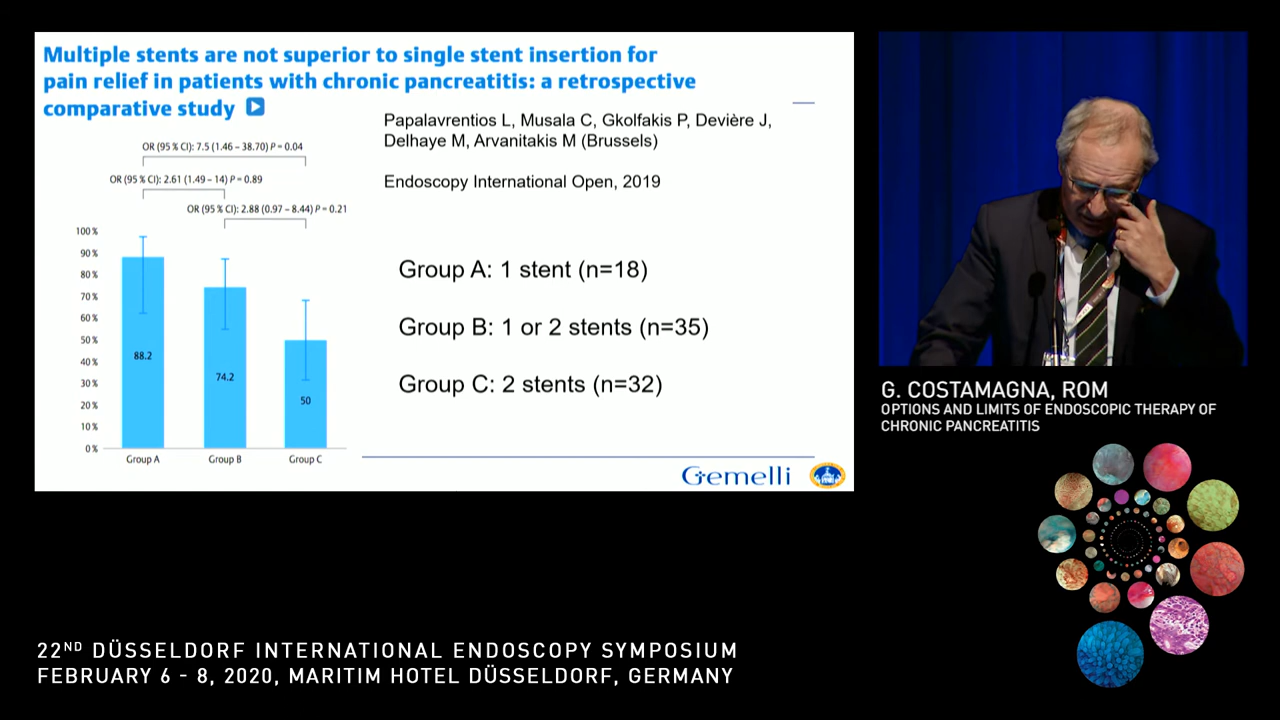 Multiple stents are not superior to single stent insertion for
pain relief in patients with chronic pancreatitis: a retrospective
comparative study
Papalavrentios L, Musala C, Gkolfakis P, Devière J,
Delhaye M, Arvanitakis M (Brussels)
Endoscopy International Open, 2019
OR (95 % CI): 7.5 (1.46 – 38.70) P = 0.04
OR (95 % CI): 2.61 (1.49 – 14) P = 0.89
OR (95 % CI): 2.88 (0.97 – 8.44) P = 0.21
100 %
90 %
80 %
70 %
60 %
50 %
40 %
30 %
20 %
10 %
0 %
88.2
74.2
50
Group A
Group B
Group C
Group A: 1 stent (n=18)
Group B: 1 or 2 stents (n=35)
Group C: 2 stents (n=32)
Gemelli
G. COSTAMAGNA, ROM
OPTIONS AND LIMITS OF ENDOSCOPIC THERAPY OF
CHRONIC PANCREATITIS
22ND DÜSSELDORF INTERNATIONAL ENDOSCOPY SYMPOSIUM
FEBRUARY 6 - 8, 2020, MARITIM HOTEL DÜSSELDORF, GERMANY